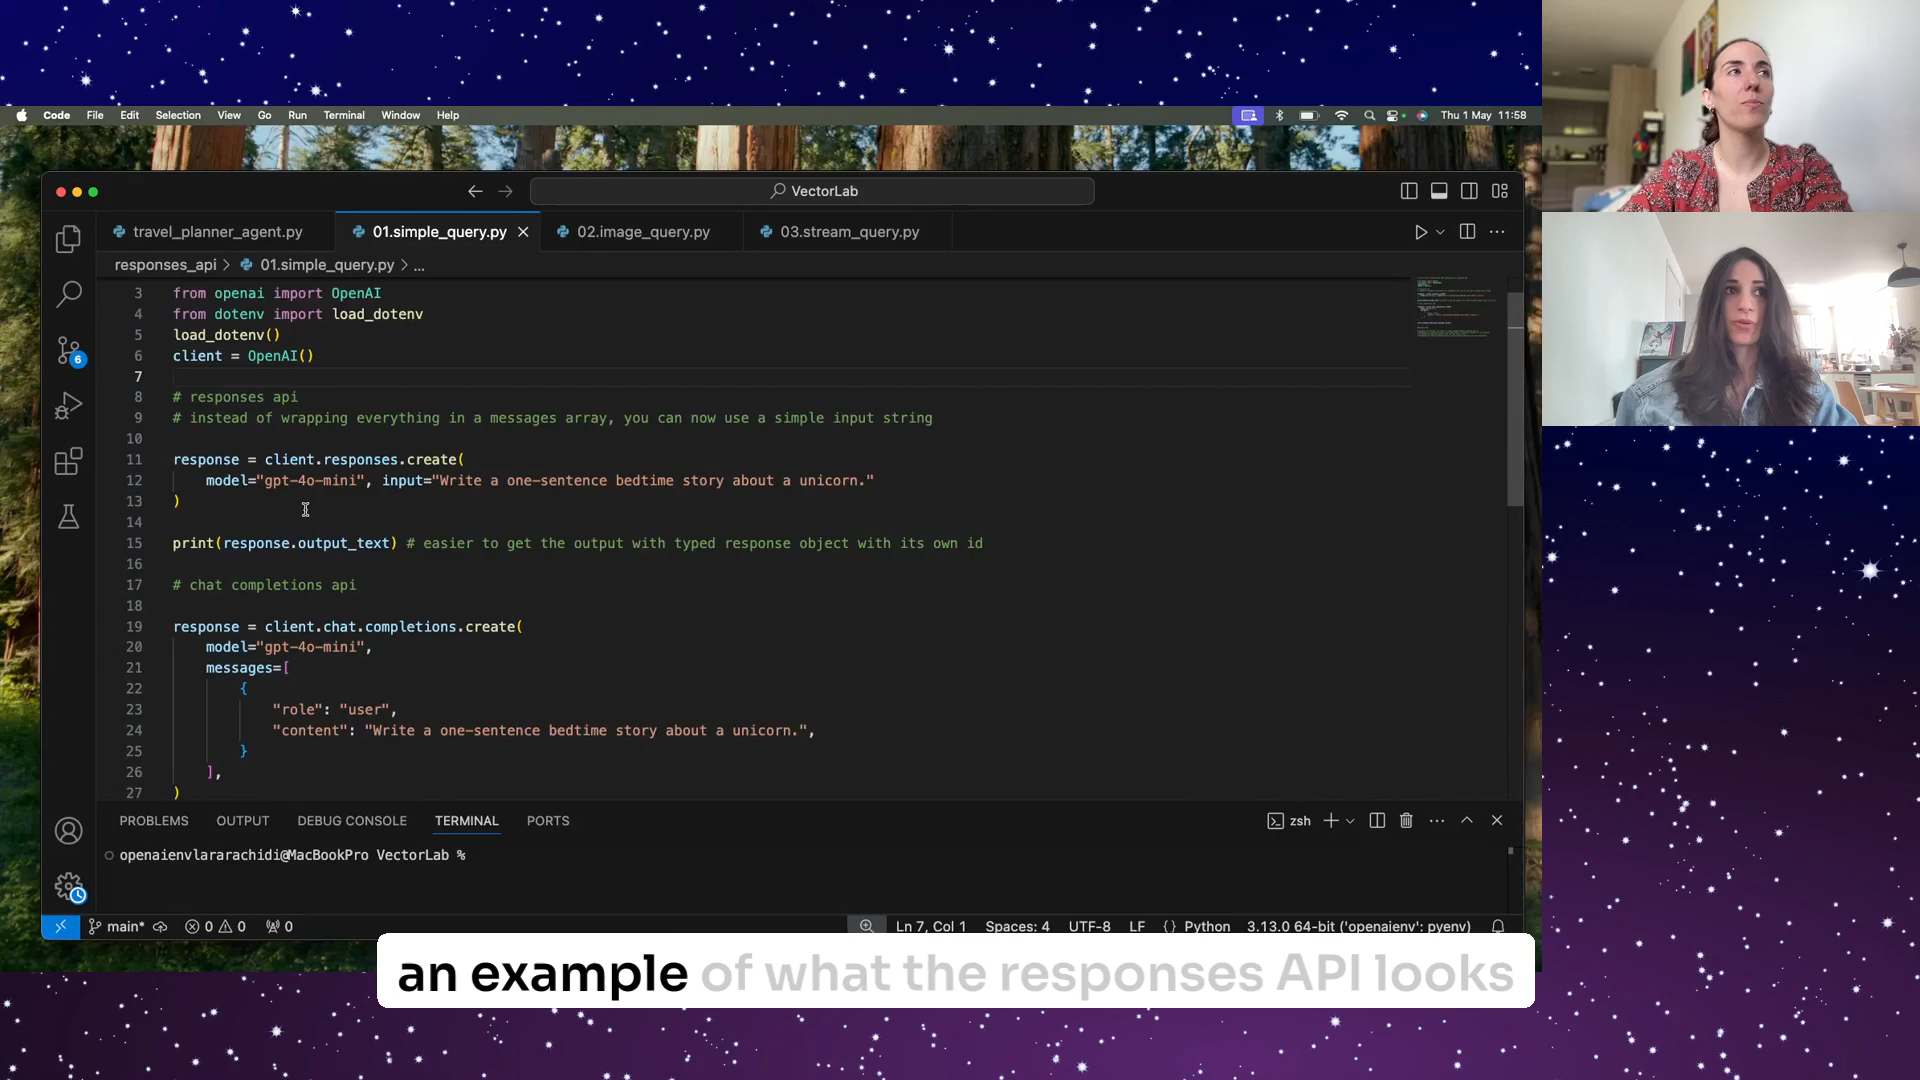 Code File Edit Selection View Go Run Terminal Window Help Thu 1 May 11:58
VectorLab
travel_planner_agent.py 01.simple_query.py 02.image_query.py 03.stream_query.py
responses_api > 01.simple_query.py > ...
3 from openai import OpenAI
4 from dotenv import load_dotenv
5 load_dotenv()
6 client = OpenAI()
7
8 # responses api
9 # instead of wrapping everything in a messages array, you can now use a simple input string
10
11 response = client.responses.create(
12 model="gpt-4o-mini", input="Write a one-sentence bedtime story about a unicorn."
13 )
14
15 print(response.output_text) # easier to get the output with typed response object with its own id
16
17 # chat completions api
18
19 response = client.chat.completions.create(
20 model="gpt-4o-mini",
21 messages=[
22 {
23 "role": "user",
24 "content": "Write a one-sentence bedtime story about a unicorn.",
25 }
26 ],
27 )
6
PROBLEMS OUTPUT DEBUG CONSOLE TERMINAL PORTS zsh
openaienvlararachidi@MacBookPro VectorLab %
main* 0 0 0 Ln 7, Col 1 Spaces: 4 UTF-8 LF {} Python 3.13.0 64-bit ('openaienv': pyenv)
an example of what the responses API looks